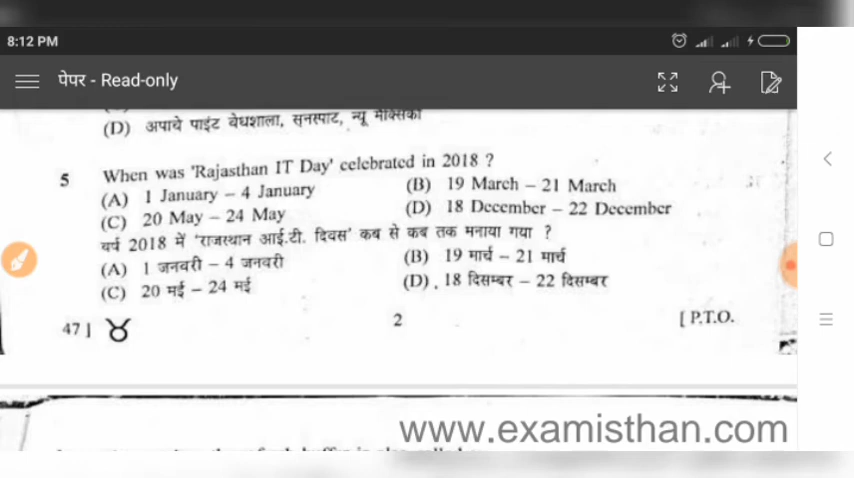 8:12 PM
पेपर - Read-only
(D) अपाचे पाइंट वेधशाला, सनस्पाट, न्यू मैक्सिको
5 When was 'Rajasthan IT Day' celebrated in 2018 ?
(A) 1 January – 4 January (B) 19 March – 21 March
(C) 20 May – 24 May (D) 18 December – 22 December
वर्ष 2018 में 'राजस्थान आई.टी. दिवस' कब से कब तक मनाया गया ?
(A) 1 जनवरी – 4 जनवरी (B) 19 मार्च – 21 मार्च
(C) 20 मई – 24 मई (D) 18 दिसम्बर – 22 दिसम्बर
47 ] 2 [ P.T.O.
www.examisthan.com